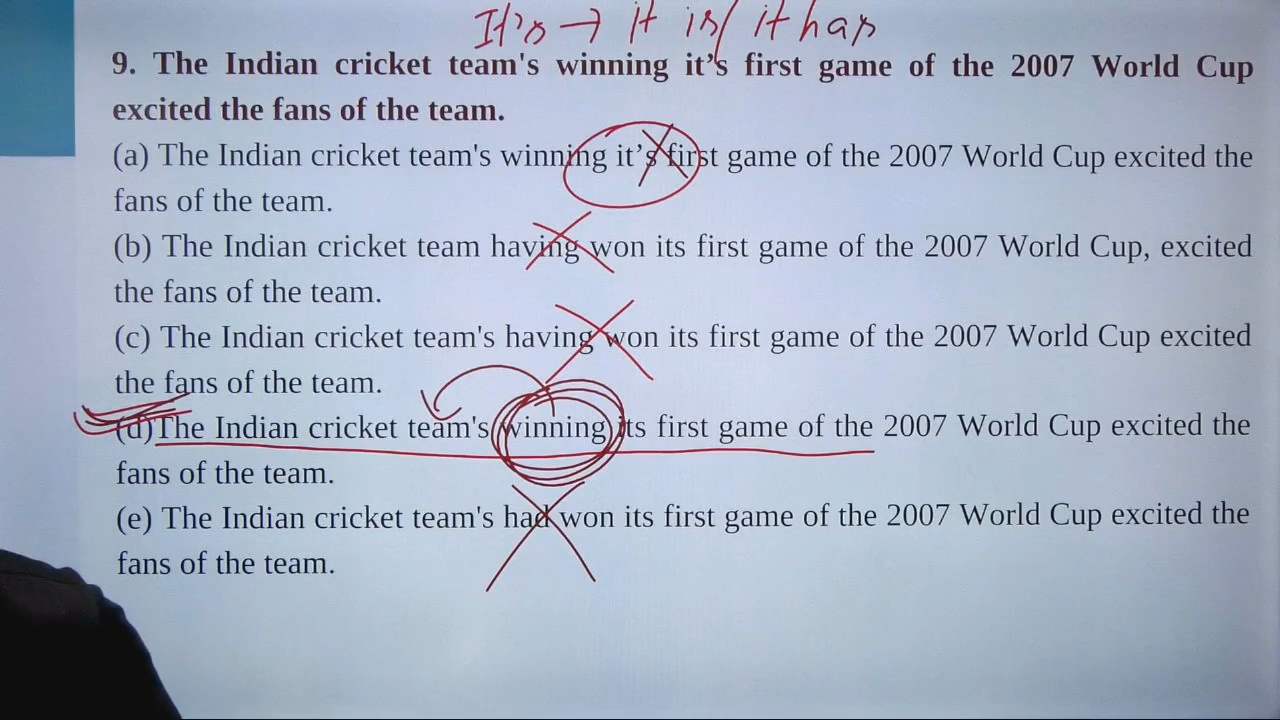 It's → it is/ it has
9. The Indian cricket team's winning it’s first game of the 2007 World Cup
excited the fans of the team.
(a) The Indian cricket team's winning it’s first game of the 2007 World Cup excited the
fans of the team.
(b) The Indian cricket team having won its first game of the 2007 World Cup, excited
the fans of the team.
(c) The Indian cricket team's having won its first game of the 2007 World Cup excited
the fans of the team.
(d)The Indian cricket team's winning its first game of the 2007 World Cup excited the
fans of the team.
(e) The Indian cricket team's had won its first game of the 2007 World Cup excited the
fans of the team.